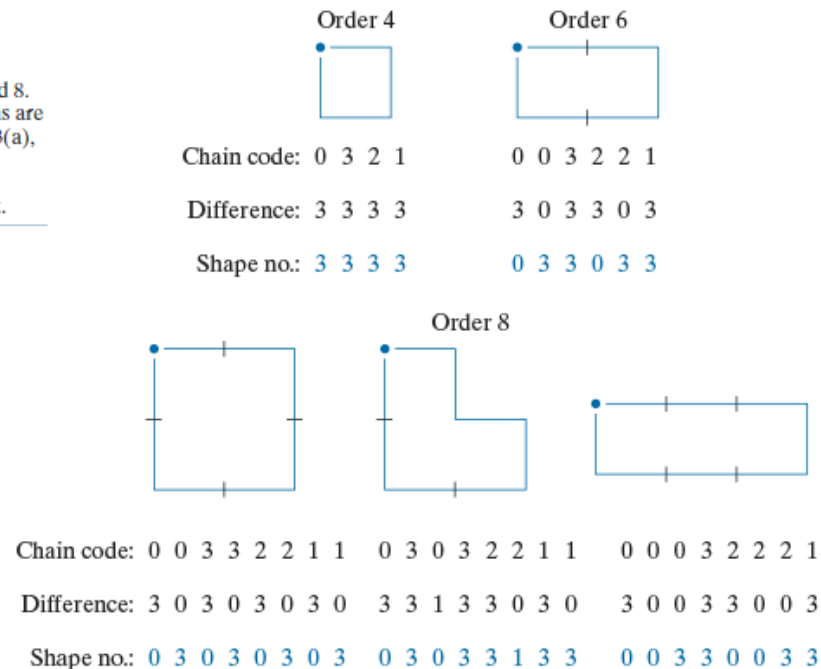 Order 4
Order 6
d 8.
s are
(a),
Chain code: 0 3 2 1
0 0 3 2 2 1
Difference: 3 3 3 3
3 0 3 3 0 3
Shape no.: 3 3 3 3
0 3 3 0 3 3
Order 8
Chain code: 0 0 3 3 2 2 1 1
0 3 0 3 2 2 1 1
0 0 0 3 2 2 2 1
Difference: 3 0 3 0 3 0 3 0
3 3 1 3 3 0 3 0
3 0 0 3 3 0 0 3
Shape no.: 0 3 0 3 0 3 0 3
0 3 0 3 3 1 3 3
0 0 3 3 0 0 3 3